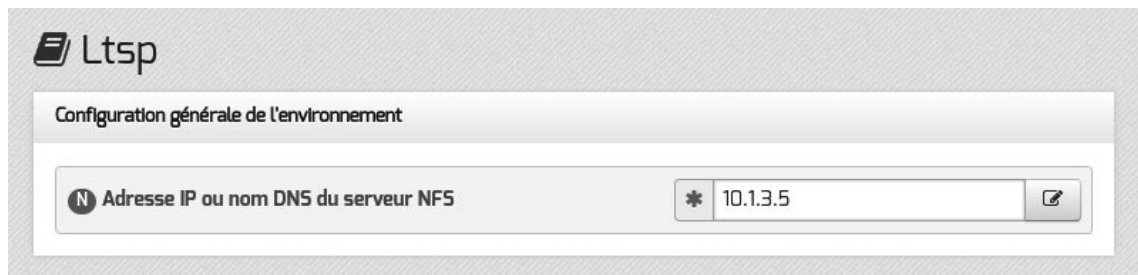 Ltsp
Configuration générale de l'environnement
N Adresse IP ou nom DNS du serveur NFS * 10.1.3.5